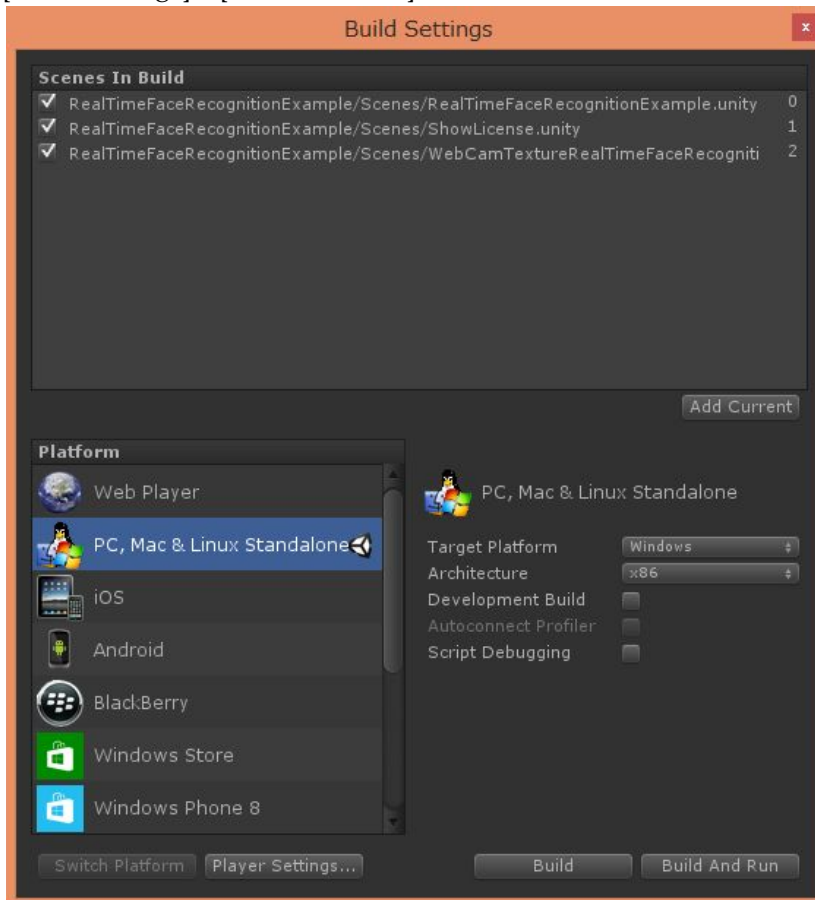 Build Settings
x
Scenes In Build
RealTimeFaceRecognitionExample/Scenes/RealTimeFaceRecognitionExample.unity 0
RealTimeFaceRecognitionExample/Scenes/ShowLicense.unity 1
RealTimeFaceRecognitionExample/Scenes/WebCamTextureRealTimeFaceRecogniti 2
Add Current
Platform
Web Player
PC, Mac & Linux Standalone
iOS
Android
BlackBerry
Windows Store
Windows Phone 8
PC, Mac & Linux Standalone
Target Platform Windows
Architecture x86
Development Build
Autoconnect Profiler
Script Debugging
Switch Platform Player Settings... Build Build And Run